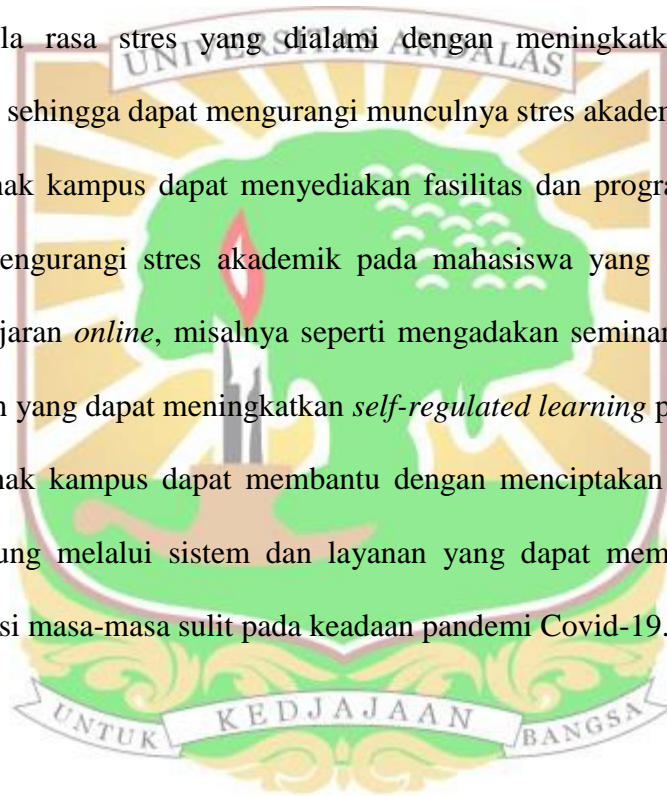 la rasa stres yang dialami dengan meningkatk
UNIVERSITAS ANDALAS
sehingga dapat mengurangi munculnya stres akaden
nak kampus dapat menyediakan fasilitas dan progra
engurangi stres akademik pada mahasiswa yang
jaran online, misalnya seperti mengadakan seminar
n yang dapat meningkatkan self-regulated learning p
nak kampus dapat membantu dengan menciptakan
ung melalui sistem dan layanan yang dapat mem
si masa-masa sulit pada keadaan pandemi Covid-19.
UNTUK KEDJAJAAN BANGSA